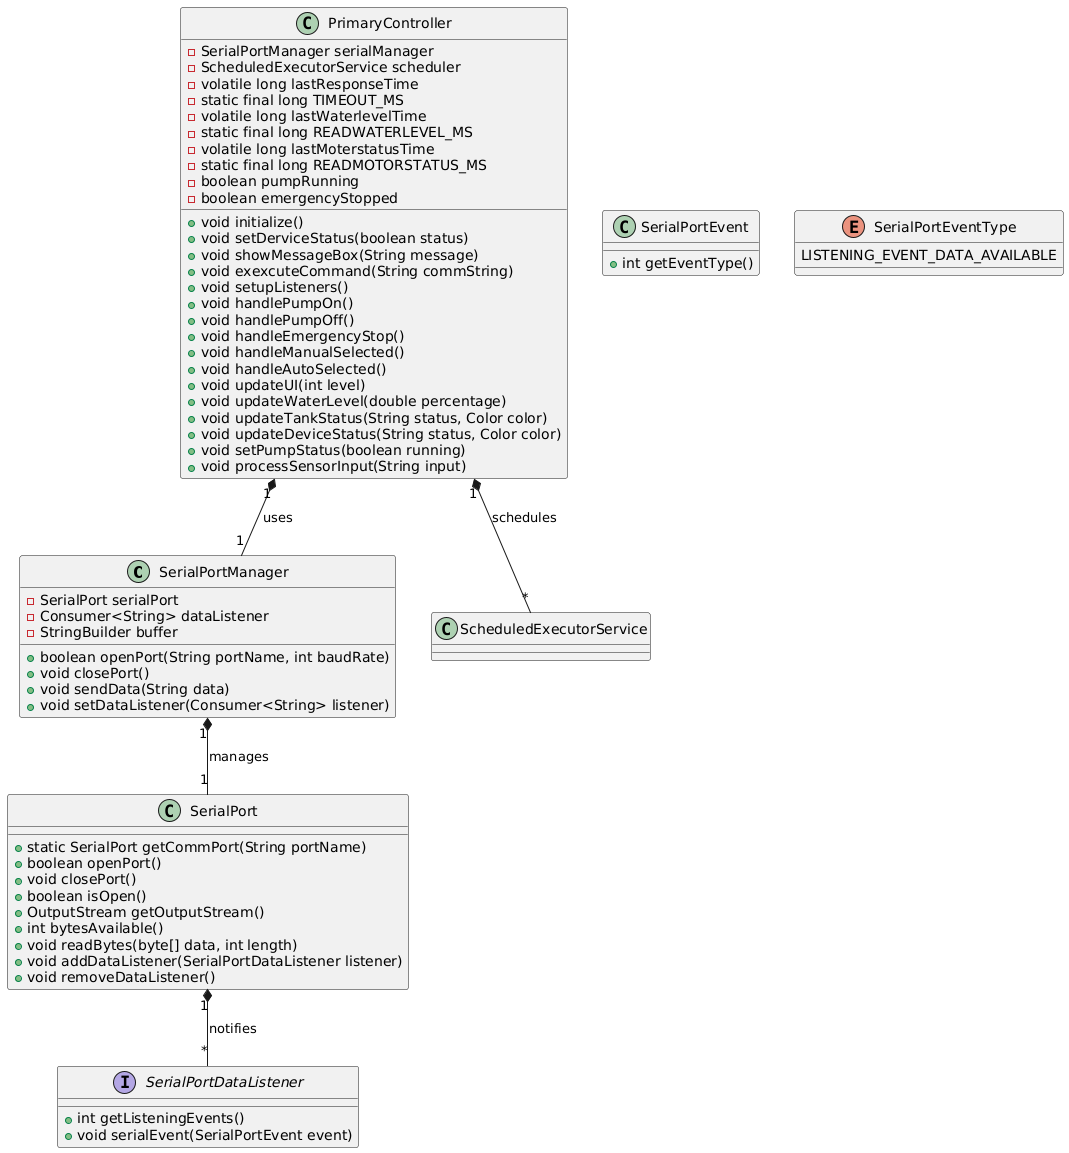 C PrimaryController
SerialPortManager serialManager
ScheduledExecutorService scheduler
volatile long lastResponseTime
static final long TIMEOUT_MS
volatile long lastWaterlevelTime
static final long READWATERLEVEL_MS
volatile long lastMoterstatusTime
static final long READMOTORSTATUS_MS
boolean pumpRunning
boolean emergencyStopped
void initialize()
void setDerviceStatus(boolean status)
void showMessageBox(String message)
void exexcuteCommand(String commString)
void setupListeners()
void handlePumpOn()
void handlePumpOff()
void handleEmergencyStop()
void handleManualSelected()
void handleAutoSelected()
void updateUI(int level)
void updateWaterLevel(double percentage)
void updateTankStatus(String status, Color color)
void updateDeviceStatus(String status, Color color)
void setPumpStatus(boolean running)
void processSensorInput(String input)
C SerialPortEvent
int getEventType()
E SerialPortEventType
LISTENING_EVENT_DATA_AVAILABLE
1
uses
1
1
schedules
*
C SerialPortManager
SerialPort serialPort
Consumer<String> dataListener
StringBuilder buffer
boolean openPort(String portName, int baudRate)
void closePort()
void sendData(String data)
void setDataListener(Consumer<String> listener)
C ScheduledExecutorService
1
manages
1
C SerialPort
static SerialPort getCommPort(String portName)
boolean openPort()
void closePort()
boolean isOpen()
OutputStream getOutputStream()
int bytesAvailable()
void readBytes(byte[] data, int length)
void addDataListener(SerialPortDataListener listener)
void removeDataListener()
1
notifies
*
I SerialPortDataListener
int getListeningEvents()
void serialEvent(SerialPortEvent event)